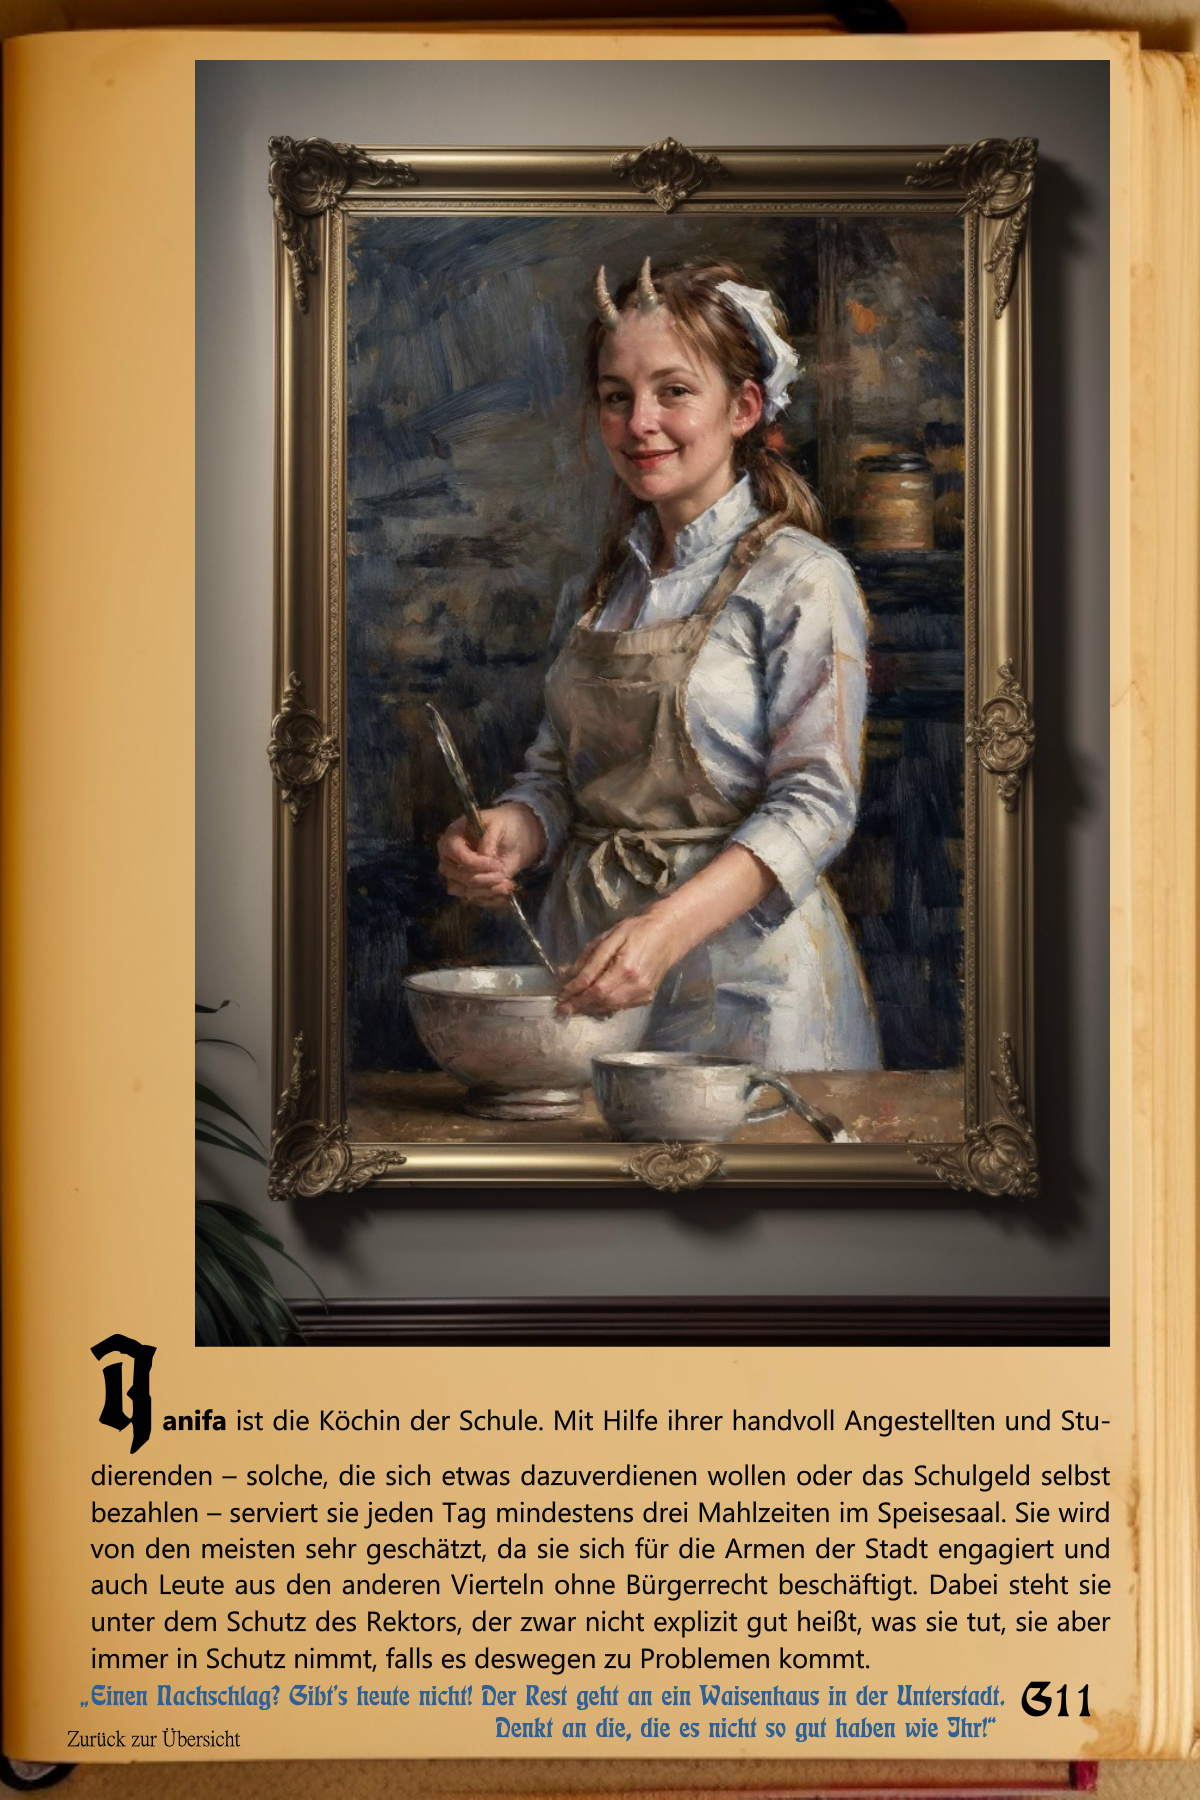 Yanifa ist die Köchin der Schule. Mit Hilfe ihrer handvoll Angestellten und Stu-
dierenden – solche, die sich etwas dazuverdienen wollen oder das Schulgeld selbst
bezahlen – serviert sie jeden Tag mindestens drei Mahlzeiten im Speisesaal. Sie wird
von den meisten sehr geschätzt, da sie sich für die Armen der Stadt engagiert und
auch Leute aus den anderen Vierteln ohne Bürgerrecht beschäftigt. Dabei steht sie
unter dem Schutz des Rektors, der zwar nicht explizit gut heißt, was sie tut, sie aber
immer in Schutz nimmt, falls es deswegen zu Problemen kommt.
„Einen Nachschlag? Gibt's heute nicht! Der Rest geht an ein Waisenhaus in der Unterstadt.
Denkt an die, die es nicht so gut haben wie Ihr!“
G11
Zurück zur Übersicht